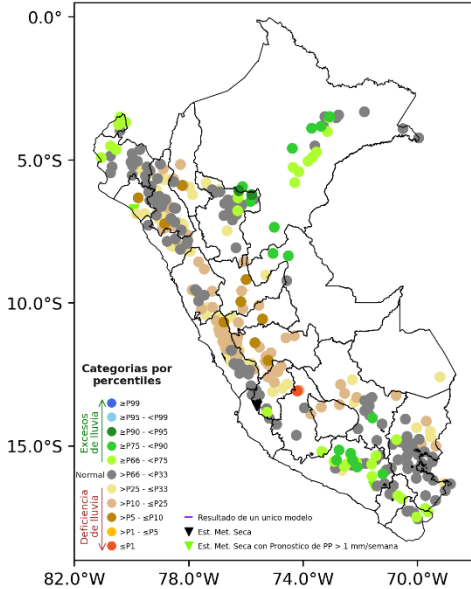 0.0°
5.0°S
10.0°S
15.0°S
82.0°W
78.0°W
74.0°W
70.0°W
Categorias por
percentiles
Excesos
de lluvia
Normal
Deficiencia
de lluvia
≥P99
≥P95 - <P99
≥P90 - <P95
≥P75 - <P90
≥P66 - <P75
>P66 - <P33
>P25 - ≤P33
>P10 - ≤P25
>P5 - ≤P10
>P1 - ≤P5
≤P1
Resultado de un unico modelo
Est. Met. Seca
Est. Met. Seca con Pronostico de PP > 1 mm/semana